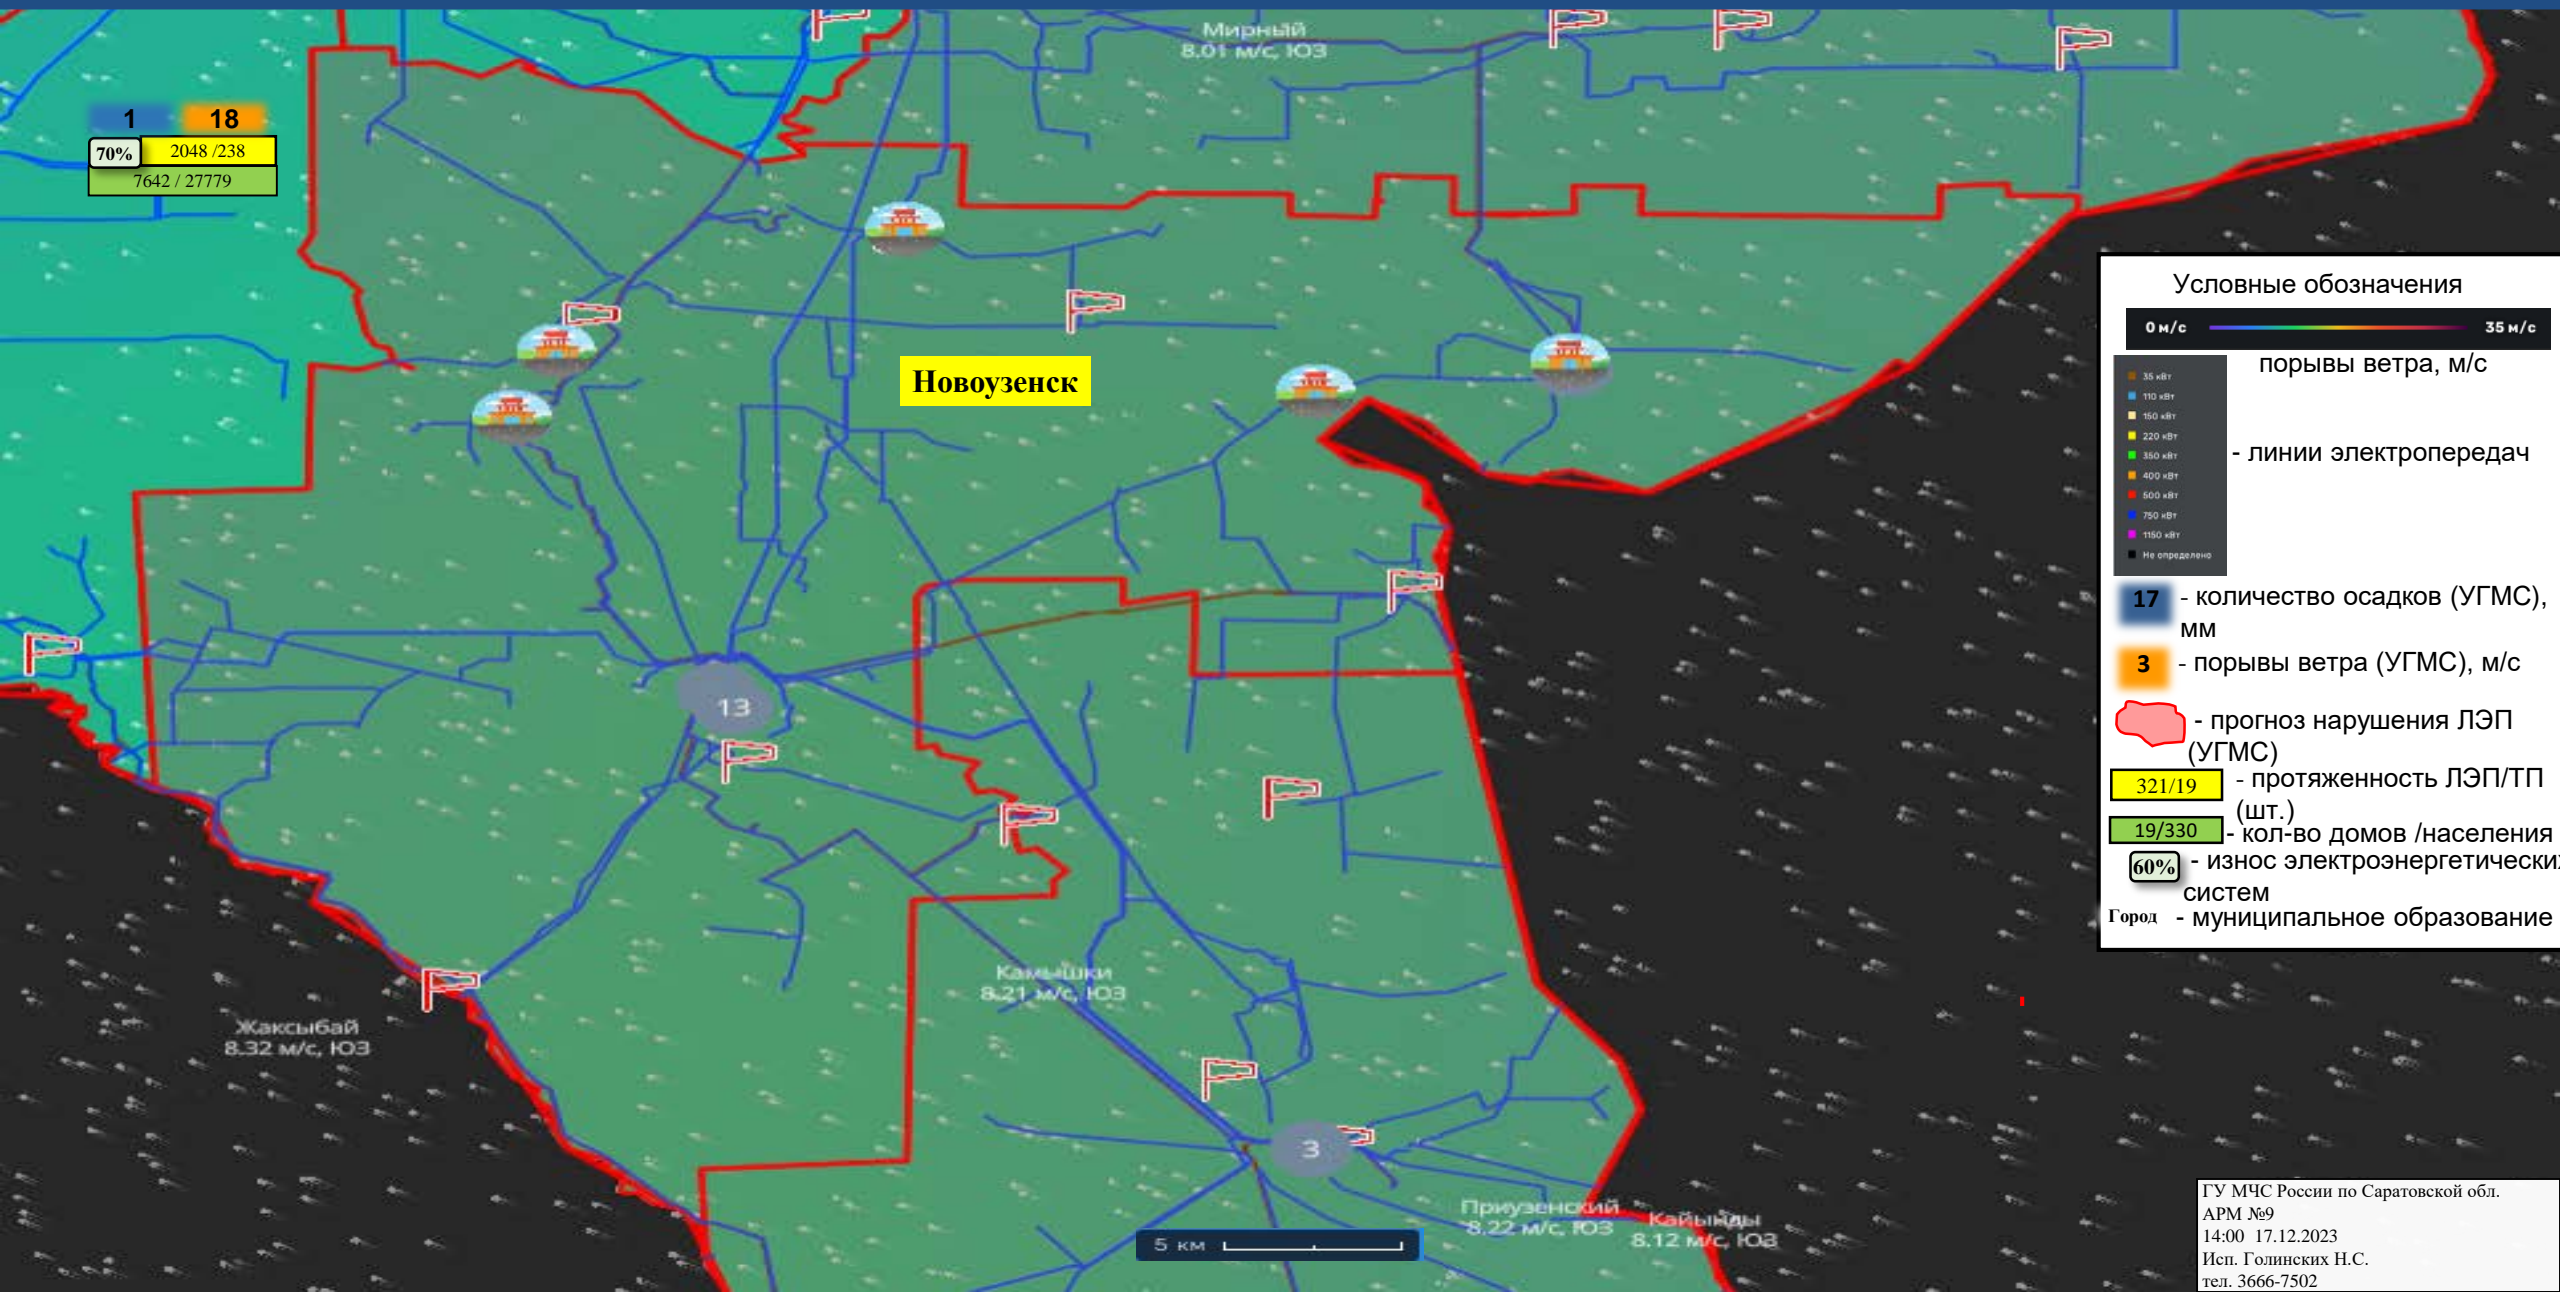 Мирный
8.01 м/с, ЮЗ
1
18
70%
2048 /238
7642 / 27779
Новоузенск
13
Камышки
8.21 м/с, ЮЗ
Жаксыбай
8.32 м/с, ЮЗ
3
Приузенский
8.22 м/с, ЮЗ
Кайынды
8.12 м/с, ЮЗ
5 км
Условные обозначения
0 м/с
35 м/с
порывы ветра, м/с
35 кВт
110 кВт
150 кВт
220 кВт
350 кВт
400 кВт
500 кВт
750 кВт
1150 кВт
Не определено
- линии электропередач
17 - количество осадков (УГМС),
мм
3 - порывы ветра (УГМС), м/с
- прогноз нарушения ЛЭП
(УГМС)
321/19 - протяженность ЛЭП/ТП
(шт.)
19/330 - кол-во домов /населения
60% - износ электроэнергетически
систем
Город - муниципальное образование
ГУ МЧС России по Саратовской обл.
АРМ №9
14:00 17.12.2023
Исп. Голинских Н.С.
тел. 3666-7502